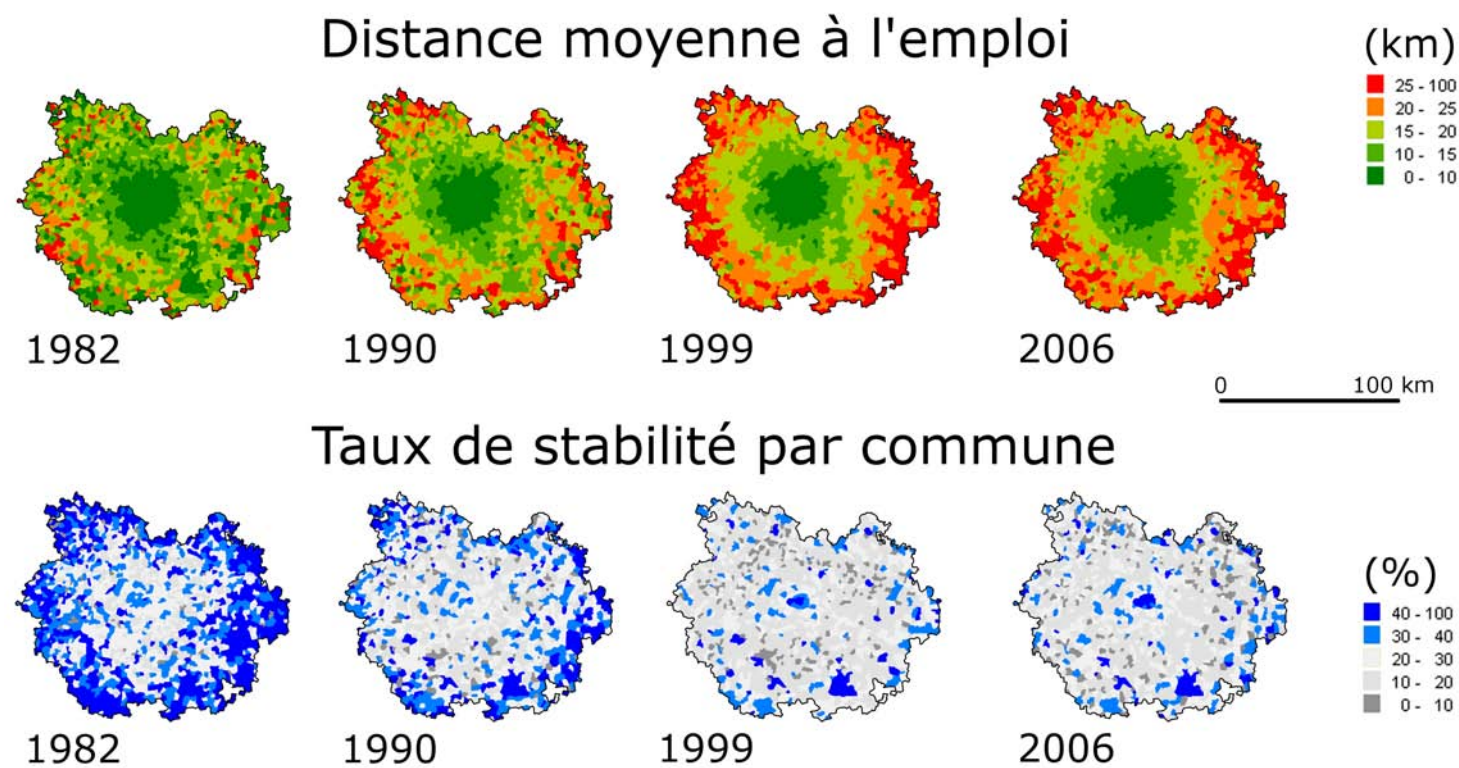 Distance moyenne à l'emploi
(km)
25 - 100
20 - 25
15 - 20
10 - 15
0 - 10
1982
1990
1999
2006
0 100 km
Taux de stabilité par commune
(%)
40 - 100
30 - 40
20 - 30
10 - 20
0 - 10
1982
1990
1999
2006